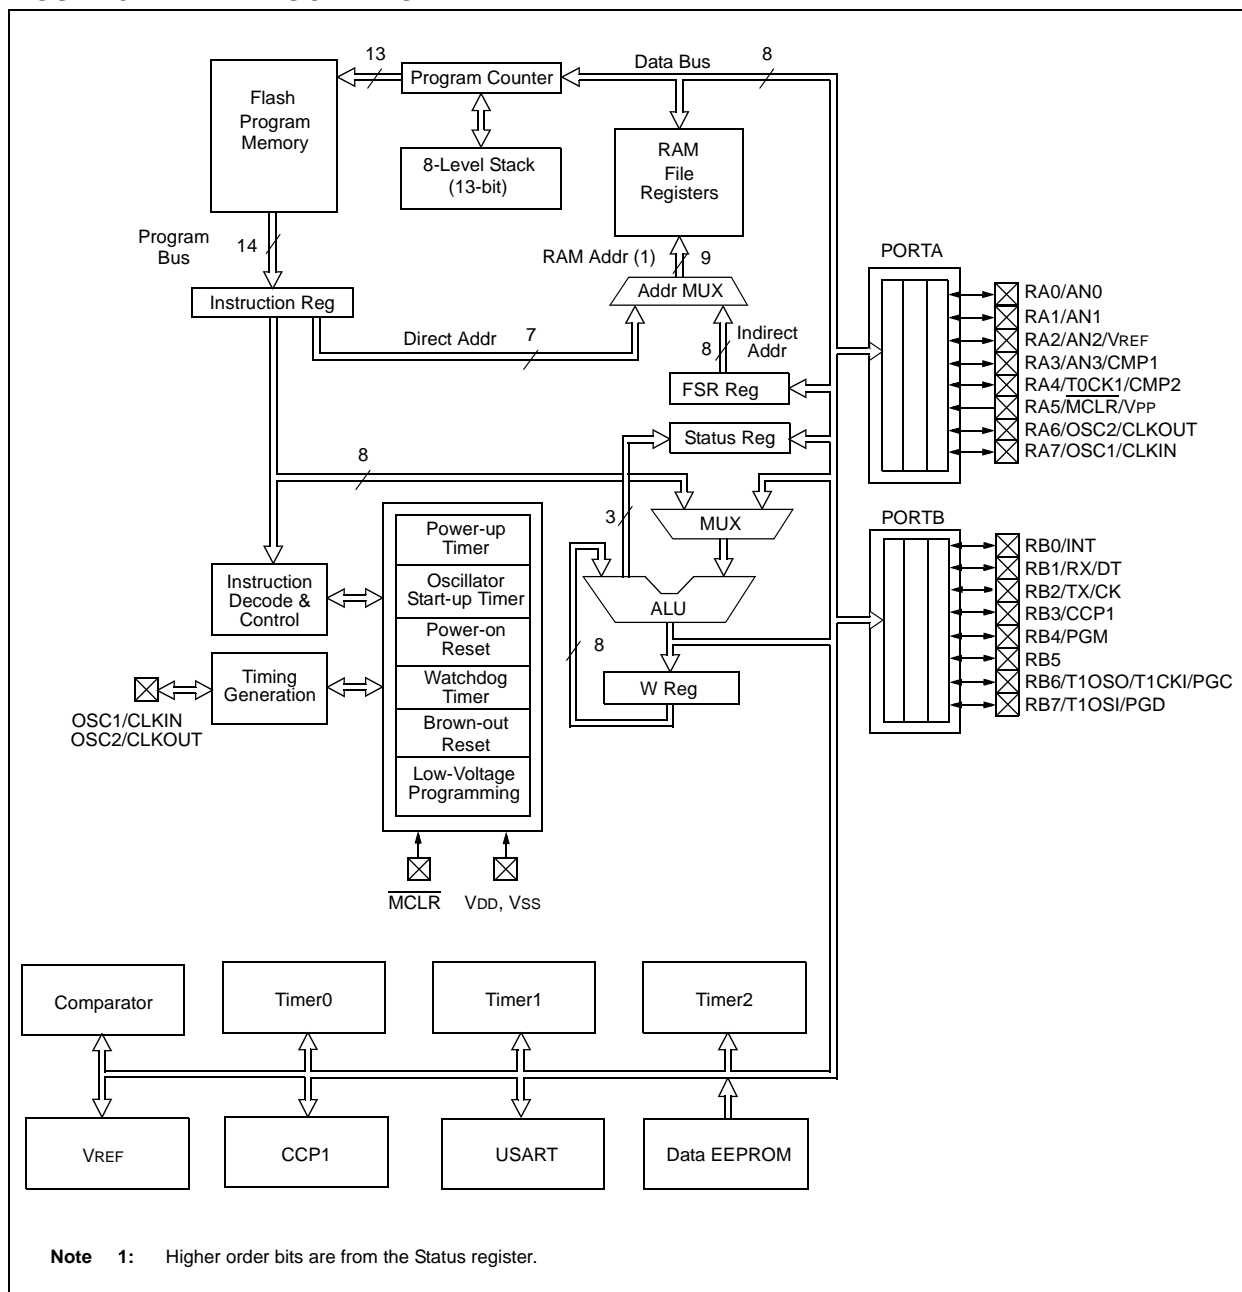 13
Data Bus
8
Program Counter
Flash
Program
Memory
8-Level Stack
(13-bit)
RAM
File
Registers
Program
Bus
14
RAM Addr (1)
9
PORTA
Addr MUX
Instruction Reg
Direct Addr
7
8
Indirect
Addr
FSR Reg
Status Reg
RA0/AN0
RA1/AN1
RA2/AN2/VREF
RA3/AN3/CMP1
RA4/T0CK1/CMP2
RA5/MCLR/VPP
RA6/OSC2/CLKOUT
RA7/OSC1/CLKIN
8
3
MUX
PORTB
Power-up
Timer
Oscillator
Start-up Timer
Power-on
Reset
Watchdog
Timer
Brown-out
Reset
Low-Voltage
Programming
Instruction
Decode &
Control
Timing
Generation
OSC1/CLKIN
OSC2/CLKOUT
ALU
8
W Reg
RB0/INT
RB1/RX/DT
RB2/TX/CK
RB3/CCP1
RB4/PGM
RB5
RB6/T1OSO/T1CKI/PGC
RB7/T1OSI/PGD
MCLR
VDD, VSS
Comparator
Timer0
Timer1
Timer2
VREF
CCP1
USART
Data EEPROM
Note 1: Higher order bits are from the Status register.